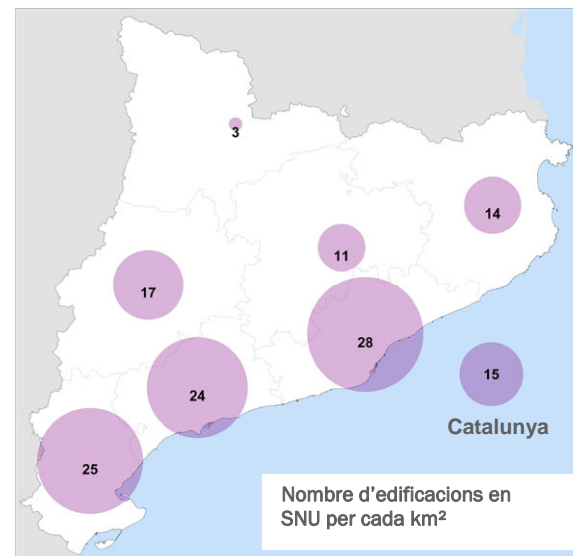 3
14
11
17
28
15
24
Catalunya
25
Nombre d’edificacions en
SNU per cada km²